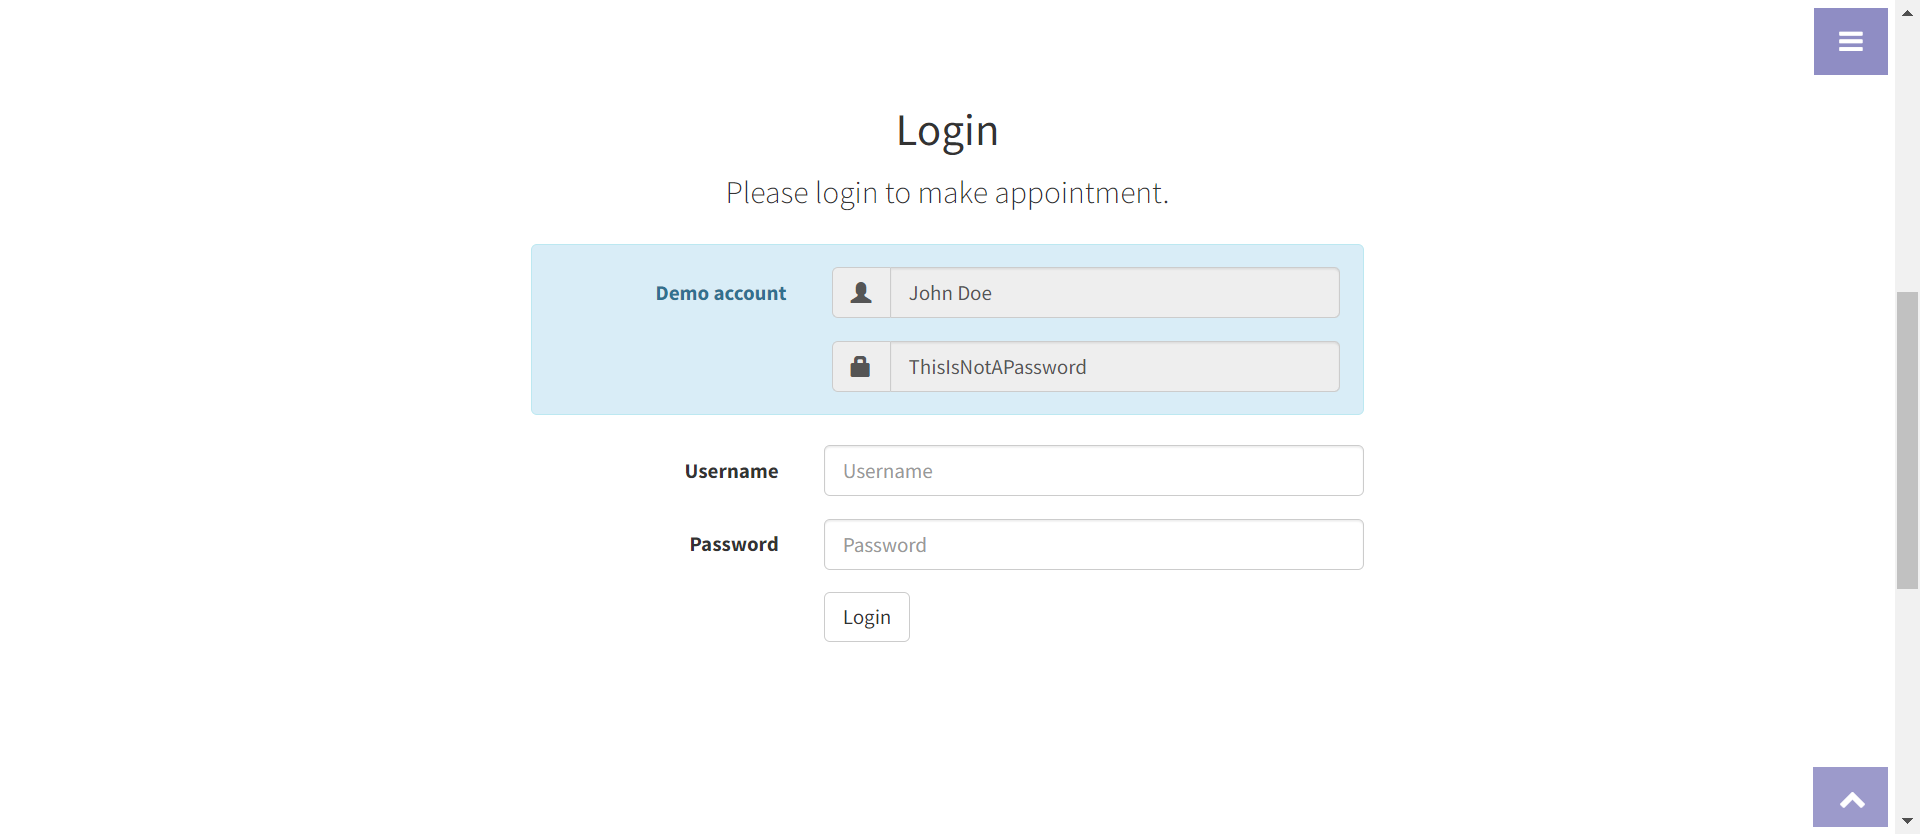 Login
Please login to make appointment.
Demo account
John Doe
ThisIsNotAPassword
Username
Username
Password
Password
Login